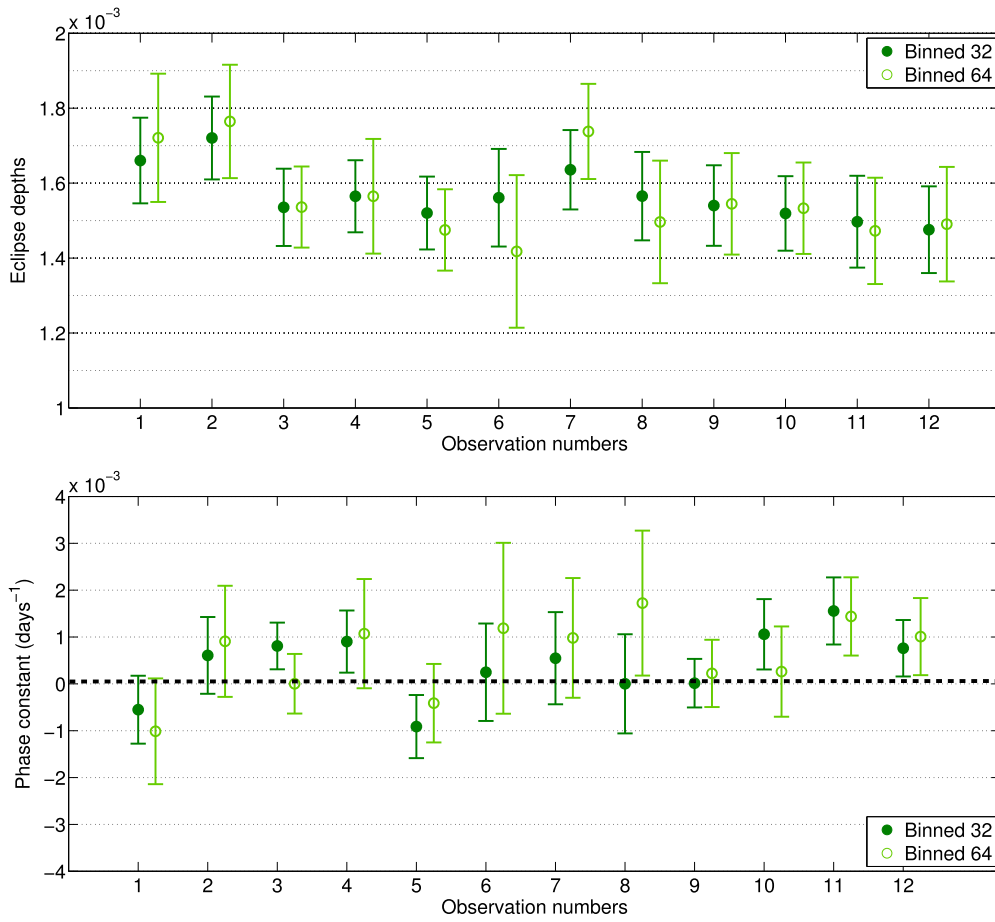 x 10⁻³
2
1.8
1.6
1.4
1.2
1
Eclipse depths
Binned 32
Binned 64
1 2 3 4 5 6 7 8 9 10 11 12
Observation numbers
x 10⁻³
4
3
2
1
0
−1
−2
−3
−4
Phase constant (days⁻¹)
Binned 32
Binned 64
1 2 3 4 5 6 7 8 9 10 11 12
Observation numbers